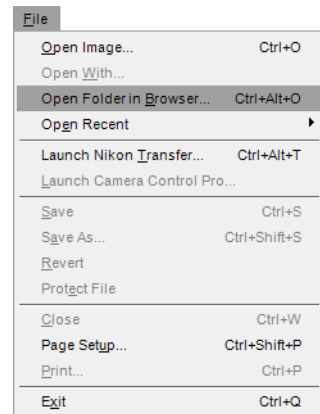 File
Open Image... Ctrl+O
Open With...
Open Folder in Browser... Ctrl+Alt+O
Open Recent
Launch Nikon Transfer... Ctrl+Alt+T
Launch Camera Control Pro...
Save Ctrl+S
Save As... Ctrl+Shift+S
Revert
Protect File
Close Ctrl+W
Page Setup... Ctrl+Shift+P
Print... Ctrl+P
Exit Ctrl+Q